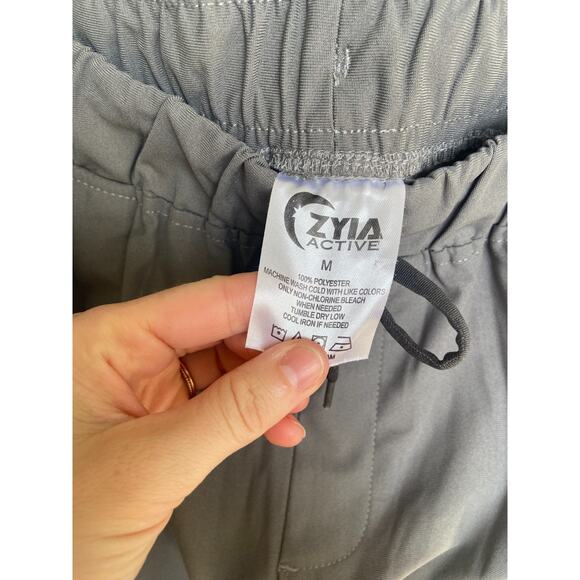 ZYIA
ACTIVE
M
100% POLYESTER
MACHINE WASH COLD WITH LIKE COLORS
ONLY NON-CHLORINE BLEACH
WHEN NEEDED
TUMBLE DRY LOW
COOL IRON IF NEEDED